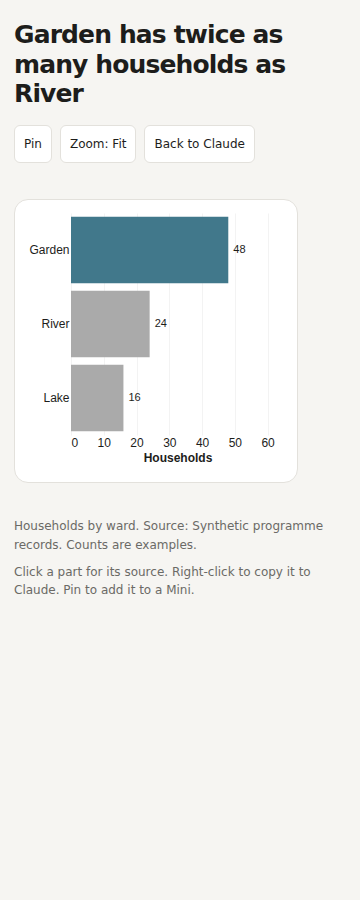 Garden has twice as
many households as
River
Pin
Zoom: Fit
Back to Claude
Garden
48
River
24
Lake
16
0 10 20 30 40 50 60
Households
Households by ward. Source: Synthetic programme
records. Counts are examples.
Click a part for its source. Right-click to copy it to
Claude. Pin to add it to a Mini.